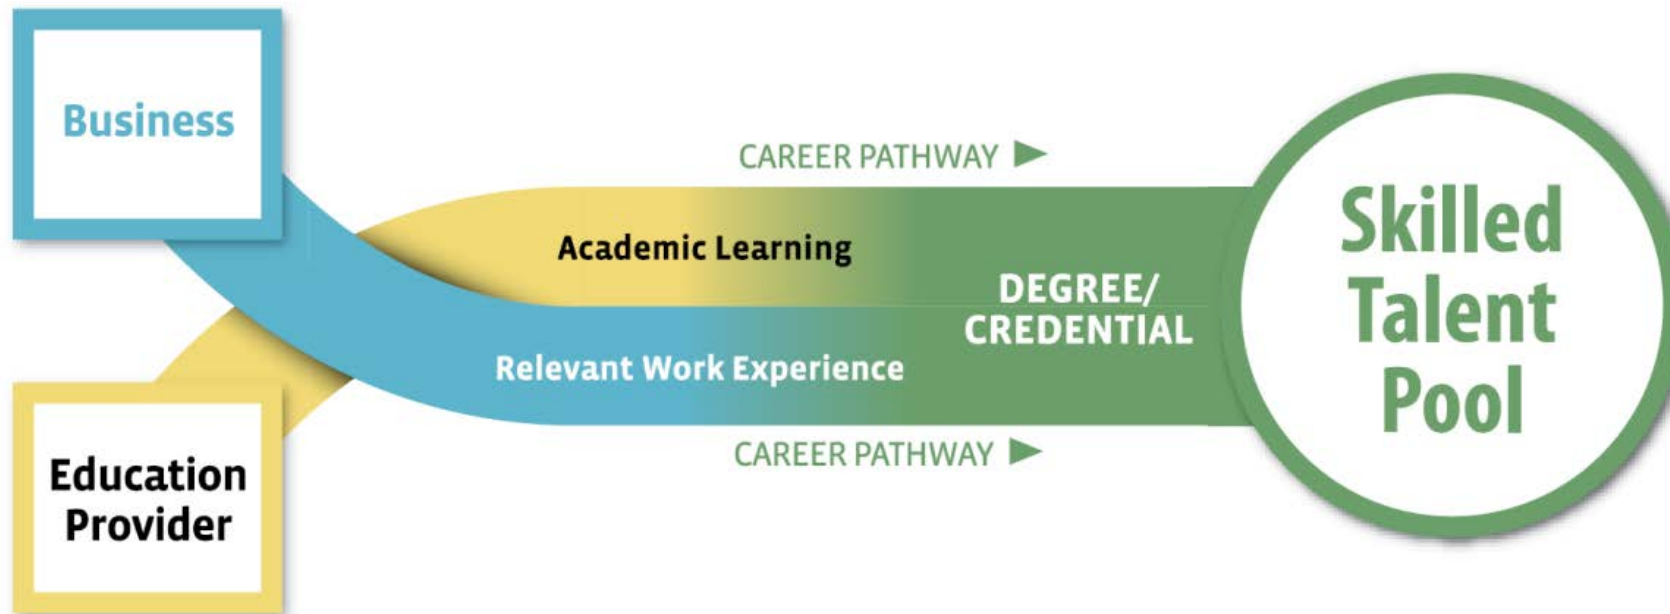 Business
CAREER PATHWAY ▶
Academic Learning
DEGREE/
CREDENTIAL
Relevant Work Experience
CAREER PATHWAY ▶
Education
Provider
Skilled
Talent
Pool